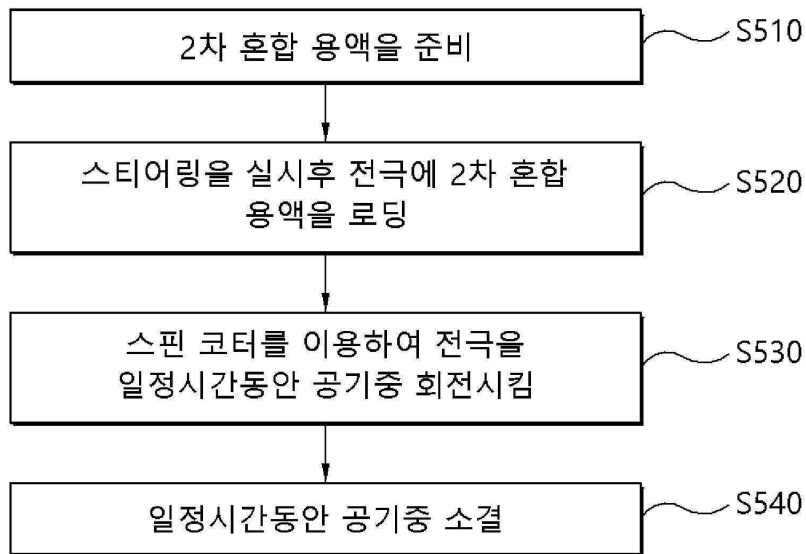 2차 혼합 용액을 준비
S510
스티어링을 실시후 전극에 2차 혼합
용액을 로딩
S520
스핀 코터를 이용하여 전극을
일정시간동안 공기중 회전시킴
S530
일정시간동안 공기중 소결
S540